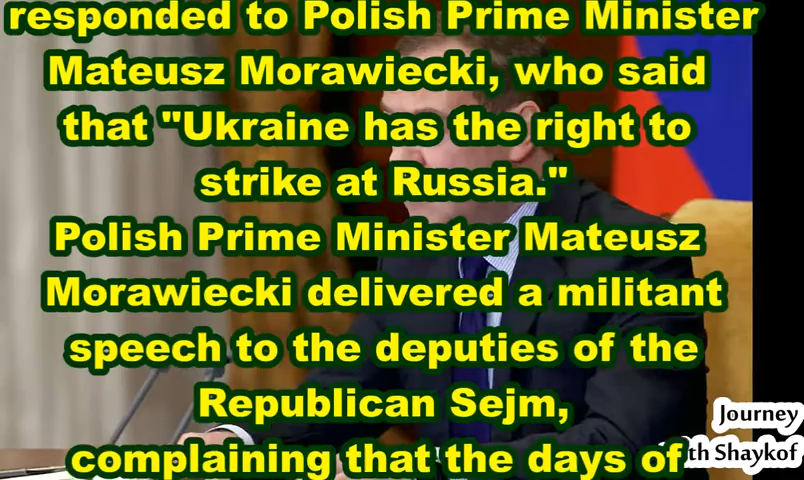 responded to Polish Prime Minister
Mateusz Morawiecki, who said
that "Ukraine has the right to
strike at Russia."
Polish Prime Minister Mateusz
Morawiecki delivered a militant
speech to the deputies of the
Republican Sejm,
complaining that the days of
Journey
th Shaykof